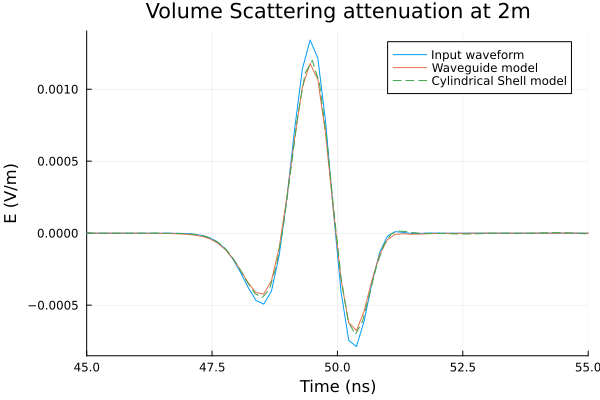 Volume Scattering attenuation at 2m
Input waveform
Waveguide model
Cylindrical Shell model
0.0010
0.0005
0.0000
−0.0005
E (V/m)
45.0 47.5 50.0 52.5 55.0
Time (ns)